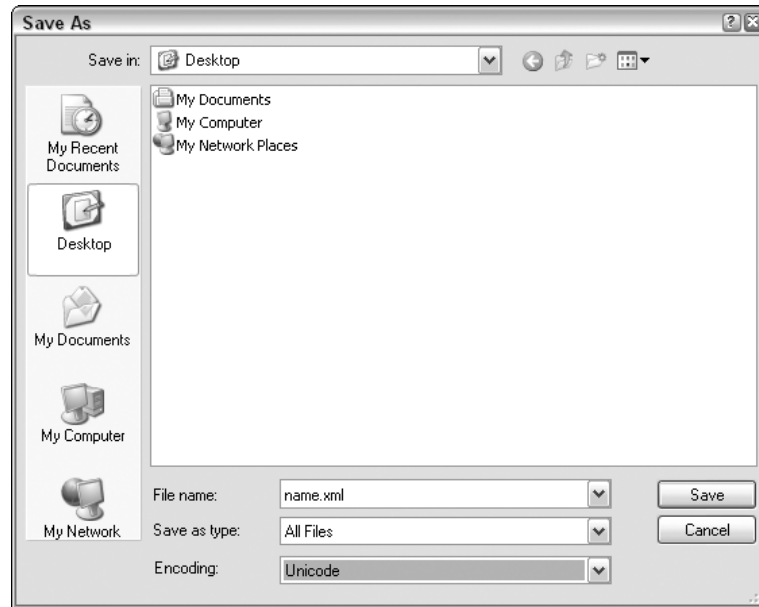 Save As
Save in: Desktop
My Recent
Documents
Desktop
My Documents
My Computer
My Network
My Documents
My Computer
My Network Places
File name: name.xml Save
Save as type: All Files Cancel
Encoding: Unicode